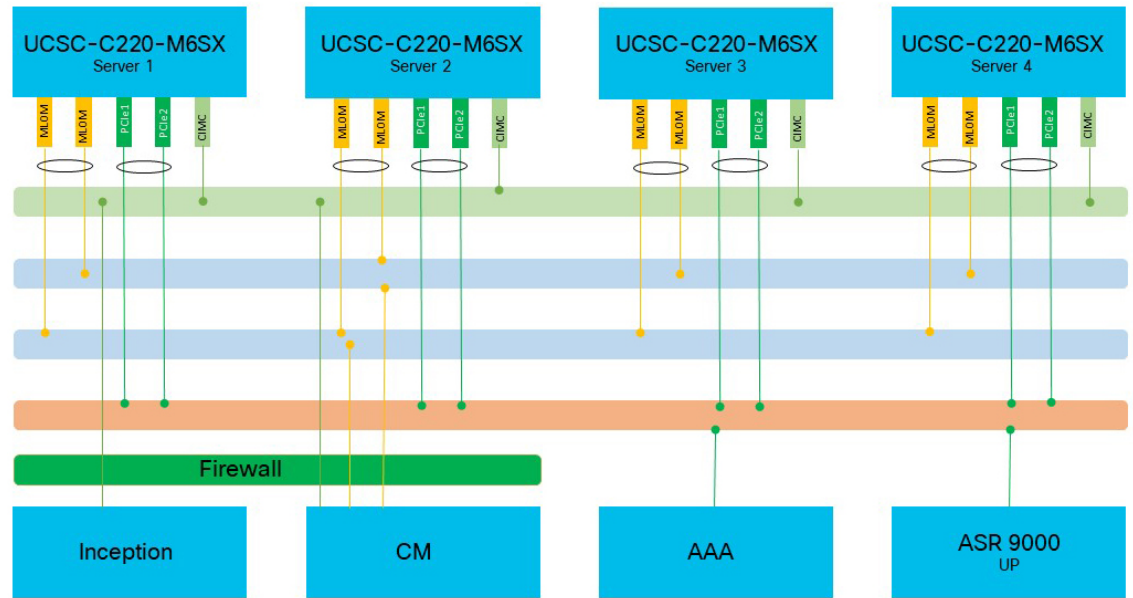 UCSC-C220-M6SX
Server 1
UCSC-C220-M6SX
Server 2
UCSC-C220-M6SX
Server 3
UCSC-C220-M6SX
Server 4
MLOM
MLOM
PCIe1
PCIe2
CIMC
MLOM
MLOM
PCIe1
PCIe2
CIMC
MLOM
MLOM
PCIe1
PCIe2
CIMC
MLOM
MLOM
PCIe1
PCIe2
CIMC
Firewall
Inception
CM
AAA
ASR 9000
UP